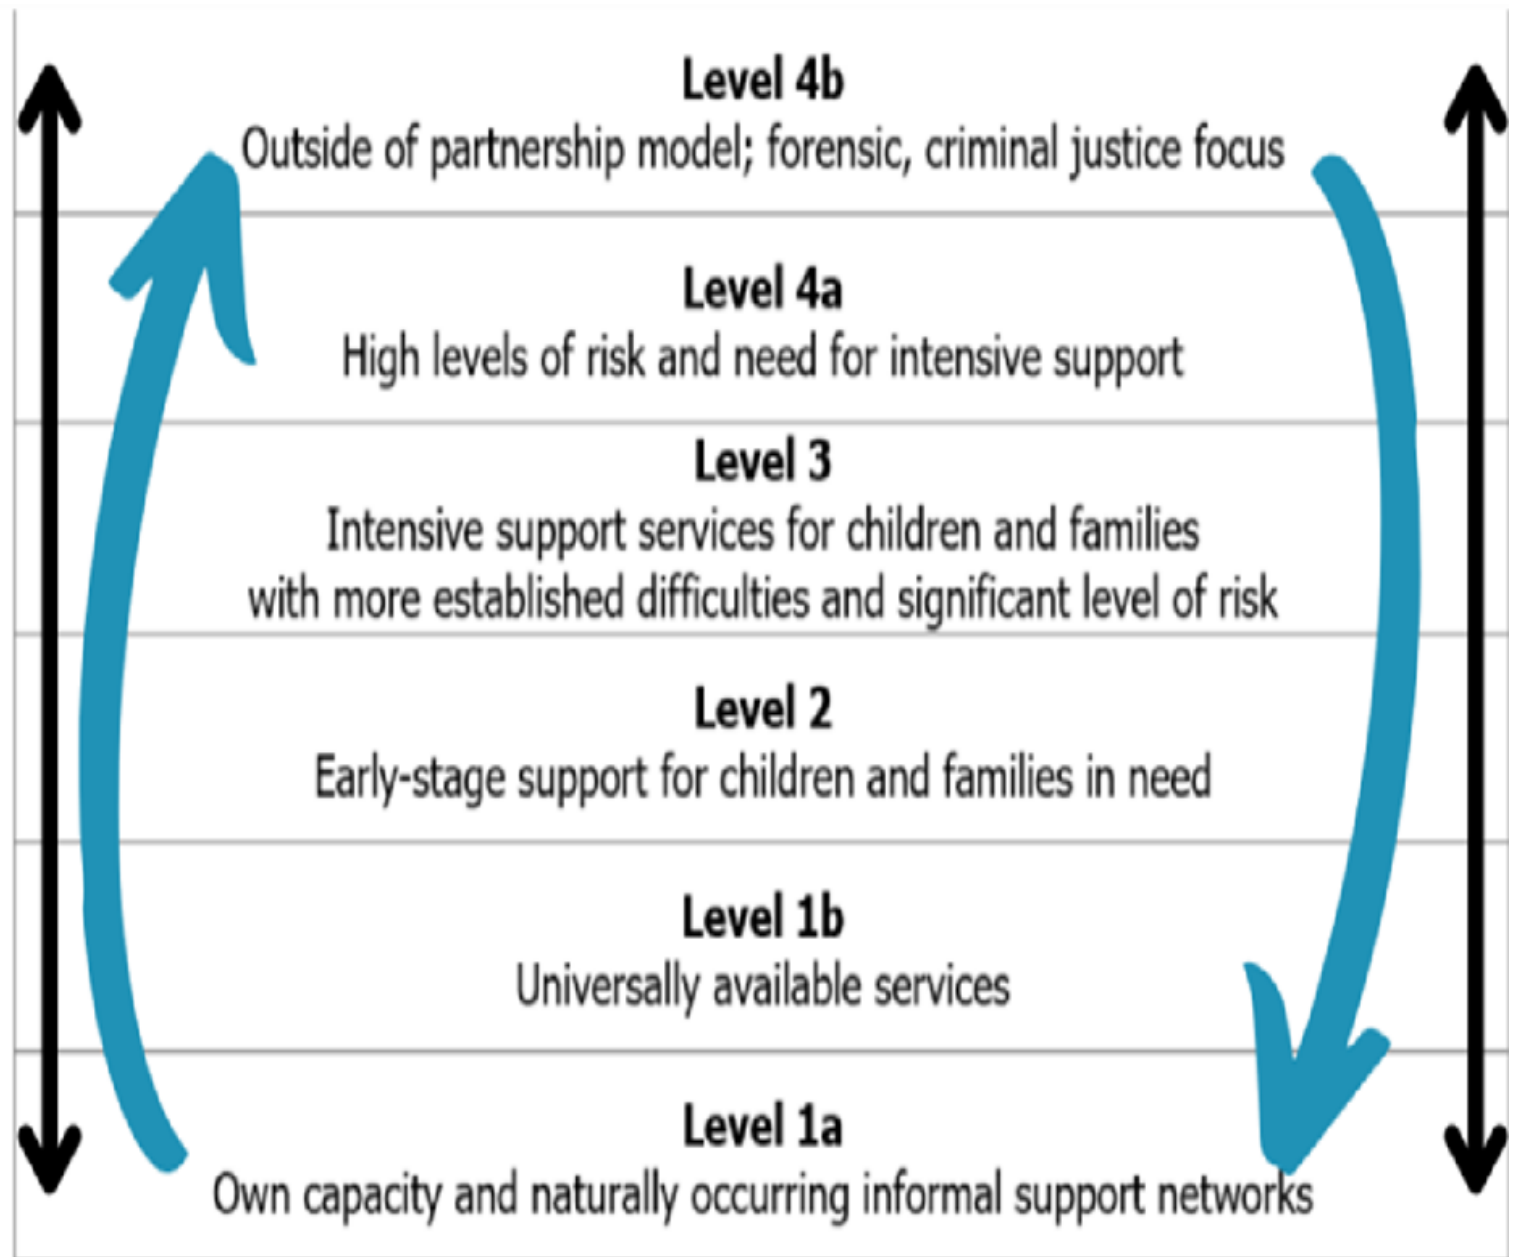 Level 4b
Outside of partnership model; forensic, criminal justice focus
Level 4a
High levels of risk and need for intensive support
Level 3
Intensive support services for children and families
with more established difficulties and significant level of risk
Level 2
Early-stage support for children and families in need
Level 1b
Universally available services
Level 1a
Own capacity and naturally occurring informal support networks